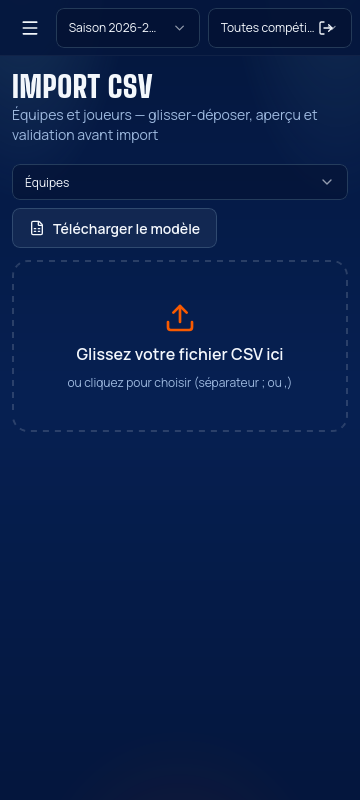 Saison 2026-2...
Toutes compéti...
IMPORT CSV
Équipes et joueurs — glisser-déposer, aperçu et
validation avant import
Équipes
Télécharger le modèle
Glissez votre fichier CSV ici
ou cliquez pour choisir (séparateur ; ou ,)